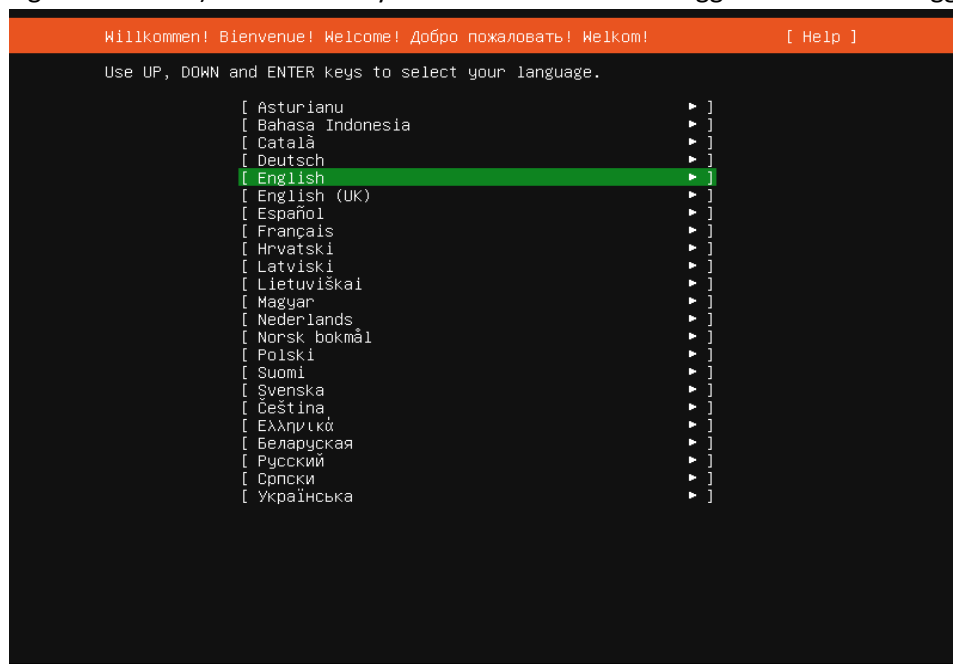 Willkommen! Bienvenue! Welcome! Добро пожаловать! Welkom! [ Help ]
Use UP, DOWN and ENTER keys to select your language.
[ Asturianu ► ]
[ Bahasa Indonesia ► ]
[ Català ► ]
[ Deutsch ► ]
[ English ► ]
[ English (UK) ► ]
[ Español ► ]
[ Français ► ]
[ Hrvatski ► ]
[ Latviski ► ]
[ Lietuviškai ► ]
[ Magyar ► ]
[ Nederlands ► ]
[ Norsk bokmål ► ]
[ Polski ► ]
[ Suomi ► ]
[ Svenska ► ]
[ Čeština ► ]
[ Ελληνικά ► ]
[ Беларуская ► ]
[ Русский ► ]
[ Српски ► ]
[ Українська ► ]